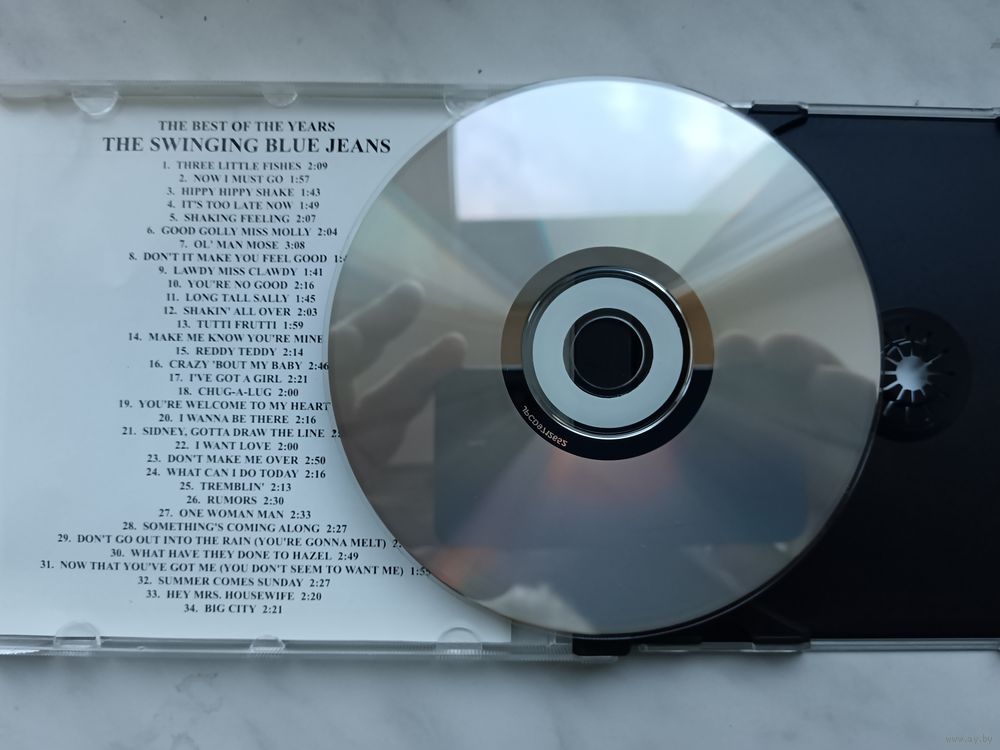 THE BEST OF THE YEARS
THE SWINGING BLUE JEANS
1. THREE LITTLE FISHES 2:09
2. NOW I MUST GO 1:57
3. HIPPY HIPPY SHAKE 1:43
4. IT'S TOO LATE NOW 1:49
5. SHAKING FEELING 2:07
6. GOOD GOLLY MISS MOLLY 2:04
7. OL' MAN MOSE 3:08
8. DON'T IT MAKE YOU FEEL GOOD
9. LAWDY MISS CLAWDY 1:41
10. YOU'RE NO GOOD 2:16
11. LONG TALL SALLY 1:45
12. SHAKIN' ALL OVER 2:03
13. TUTTI FRUTTI 1:59
14. MAKE ME KNOW YOU'RE MINE
15. REDDY TEDDY 2:14
16. CRAZY 'BOUT MY BABY 2:46
17. I'VE GOT A GIRL 2:21
18. CHUG-A-LUG 2:00
19. YOU'RE WELCOME TO MY HEART
20. I WANNA BE THERE 2:16
21. SIDNEY, GOTTA DRAW THE LINE
22. I WANT LOVE 2:00
23. DON'T MAKE ME OVER 2:50
24. WHAT CAN I DO TODAY 2:16
25. TREMBLIN' 2:13
26. RUMORS 2:30
27. ONE WOMAN MAN 2:33
28. SOMETHING'S COMING ALONG 2:27
29. DON'T GO OUT INTO THE RAIN (YOU'RE GONNA MELT)
30. WHAT HAVE THEY DONE TO HAZEL 2:49
31. NOW THAT YOU'VE GOT ME (YOU DON'T SEEM TO WANT ME)
32. SUMMER COMES SUNDAY 2:27
33. HEY MRS. HOUSEWIFE 2:20
34. BIG CITY 2:21
www.ay.by